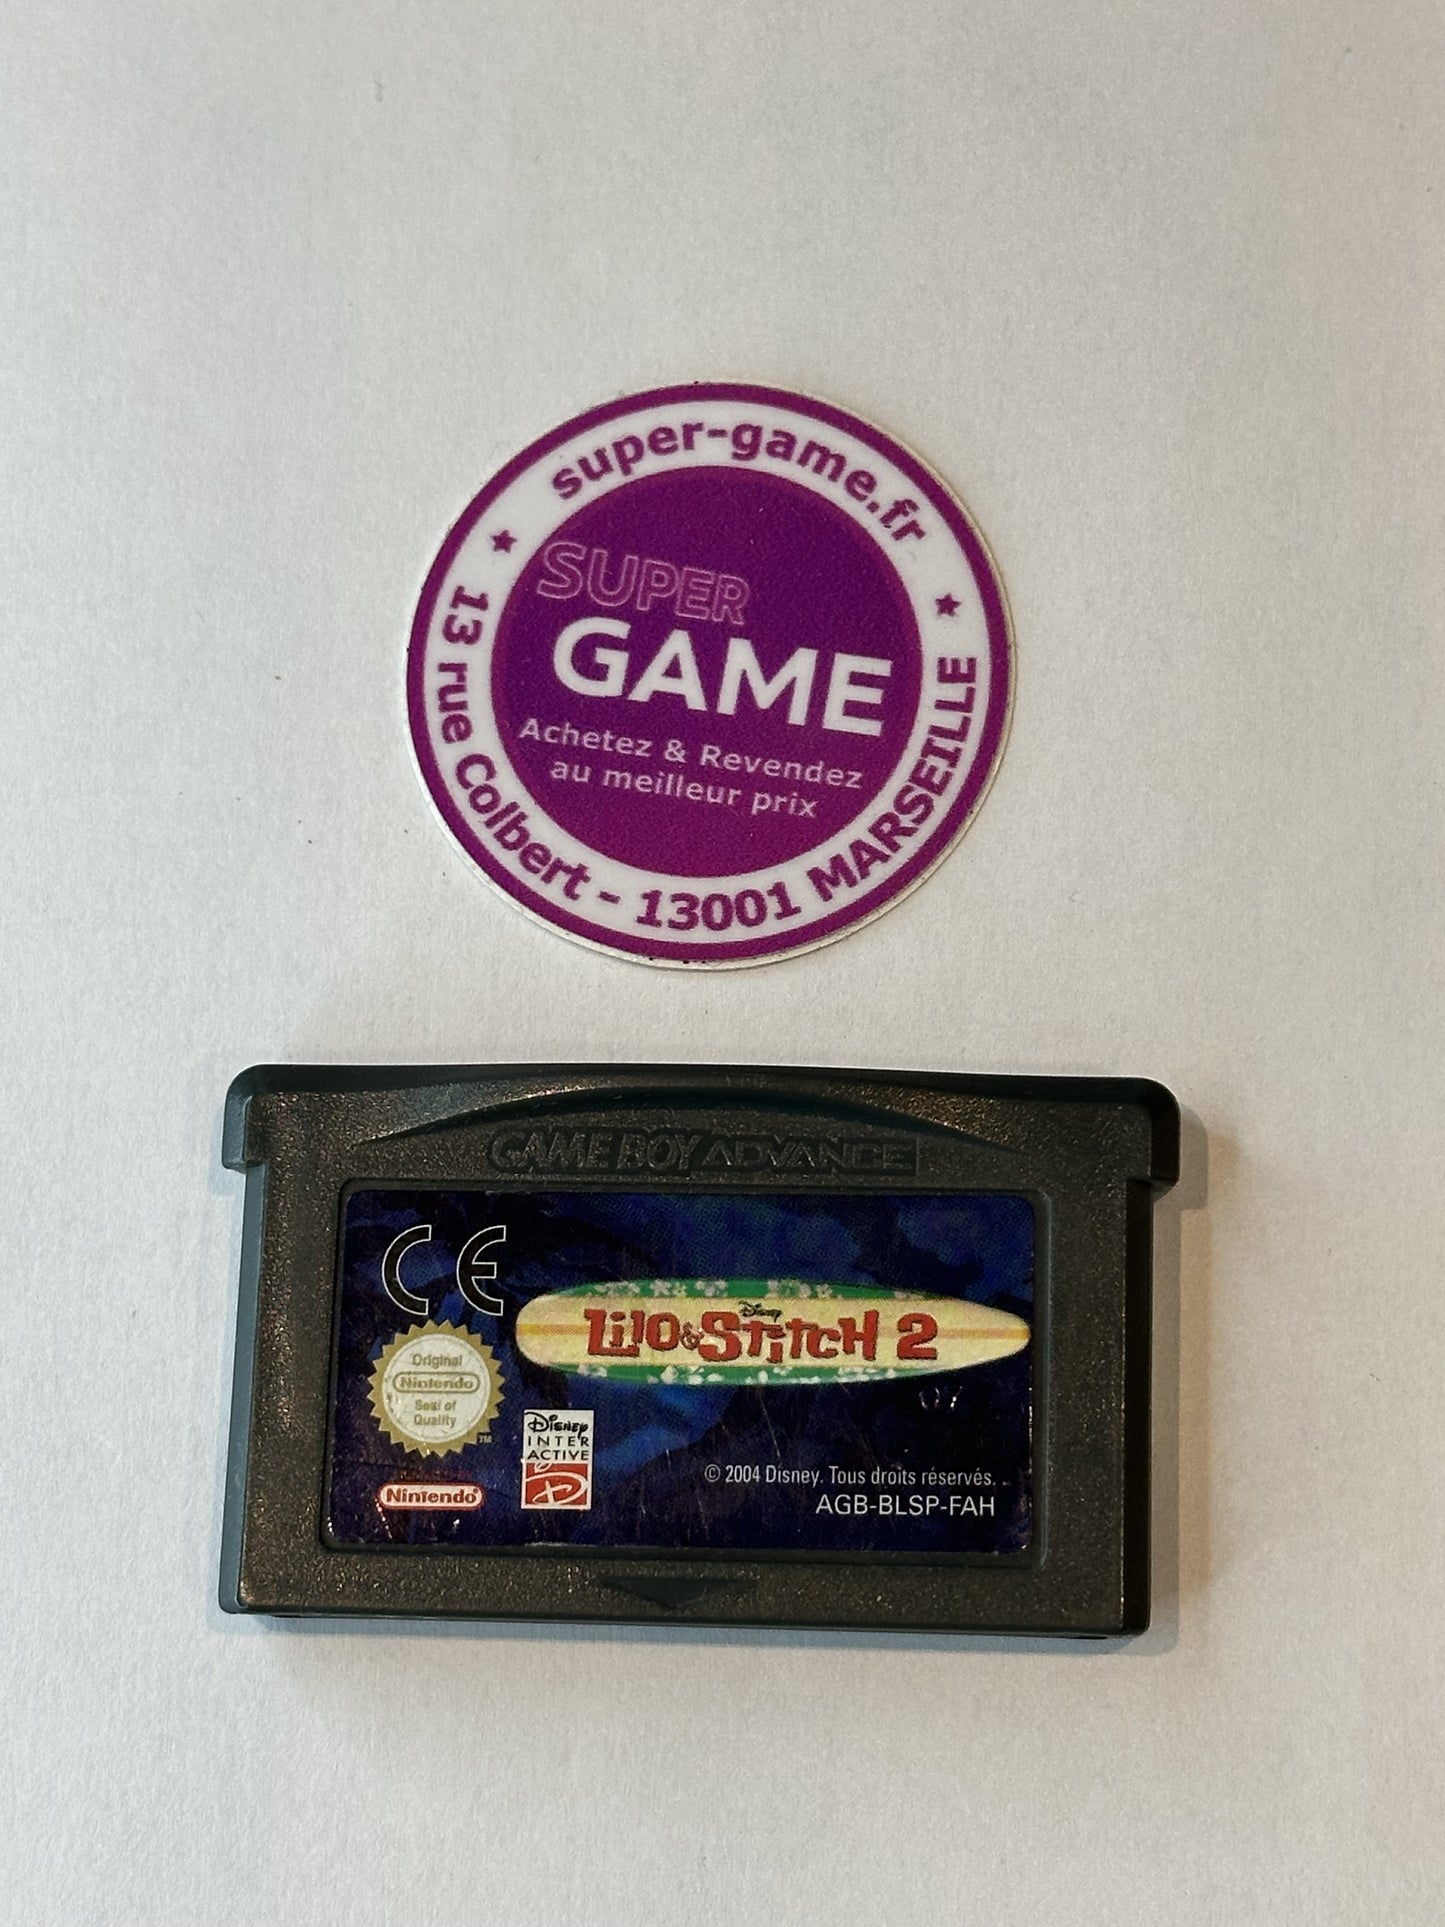 super-game.fr
SUPER
GAME
Achetez & Revendez
au meilleur prix
13 rue Colbert - 13001 MARSEILLE
GAME BOY ADVANCE
CE
Disney
Lilo & Stitch 2
Original
Nintendo
Seal of
Quality
TM
07
Disney
INTER
ACTIVE
D
Nintendo
© 2004 Disney. Tous droits réservés.
AGB-BLSP-FAH